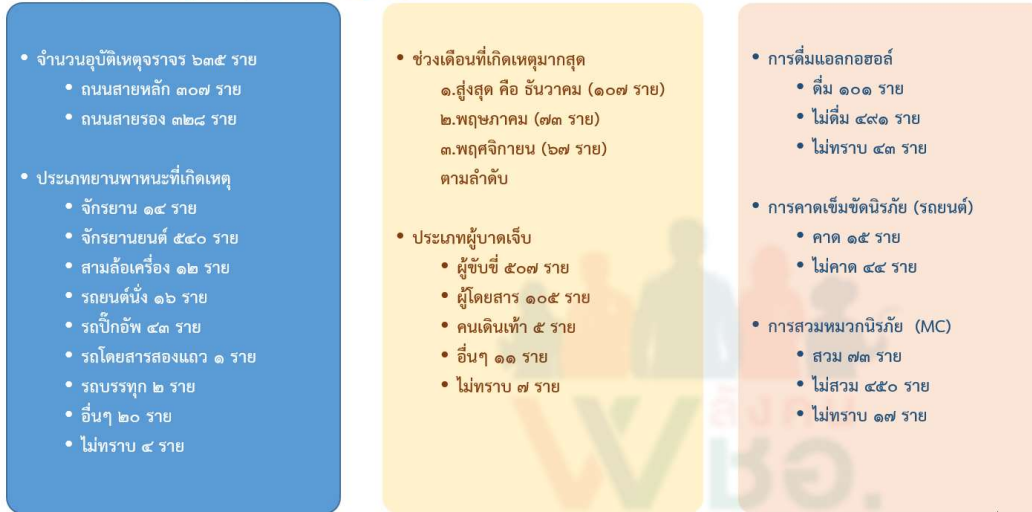 • จำนวนอุบัติเหตุจราจร ๖๓๕ ราย
• ถนนสายหลัก ๓๐๗ ราย
• ถนนสายรอง ๓๒๘ ราย
• ประเภทยานพาหนะที่เกิดเหตุ
• จักรยาน ๑๔ ราย
• จักรยานยนต์ ๕๔๐ ราย
• สามล้อเครื่อง ๑๒ ราย
• รถยนต์นั่ง ๑๖ ราย
• รถปิ๊กอัพ ๔๓ ราย
• รถโดยสารสองแถว ๑ ราย
• รถบรรทุก ๒ ราย
• อื่นๆ ๒๐ ราย
• ไม่ทราบ ๔ ราย
• ช่วงเดือนที่เกิดเหตุมากสุด
๑.สูงสุด คือ ธันวาคม (๑๐๗ ราย)
๒.พฤษภาคม (๗๓ ราย)
๓.พฤศจิกายน (๖๗ ราย)
ตามลำดับ
• ประเภทผู้บาดเจ็บ
• ผู้ขับขี่ ๕๐๗ ราย
• ผู้โดยสาร ๑๐๕ ราย
• คนเดินเท้า ๕ ราย
• อื่นๆ ๑๑ ราย
• ไม่ทราบ ๗ ราย
• การดื่มแอลกอฮอล์
• ดื่ม ๑๐๑ ราย
• ไม่ดื่ม ๔๙๑ ราย
• ไม่ทราบ ๔๓ ราย
• การคาดเข็มขัดนิรภัย (รถยนต์)
• คาด ๑๕ ราย
• ไม่คาด ๔๔ ราย
• การสวมหมวกนิรภัย (MC)
• สวม ๗๓ ราย
• ไม่สวม ๔๕๐ ราย
• ไม่ทราบ ๑๗ ราย
พลังคน
พชอ.